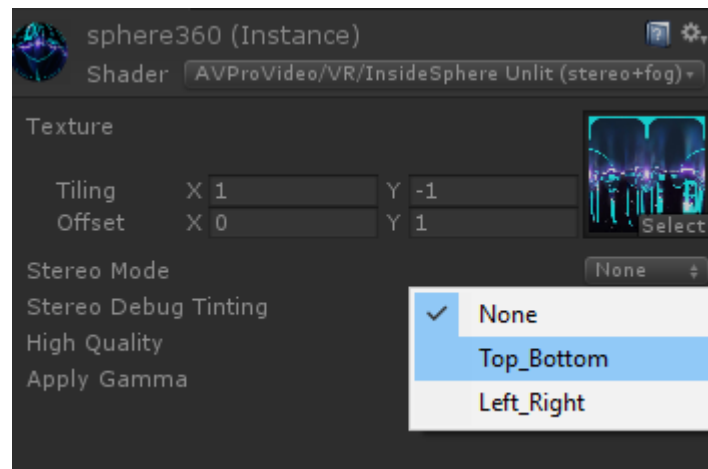 sphere360 (Instance)
Shader AVProVideo/VR/InsideSphere Unlit (stereo+fog)
Texture
Tiling X 1 Y -1
Offset X 0 Y 1
Select
Stereo Mode None
Stereo Debug Tinting
High Quality
Apply Gamma
None
Top_Bottom
Left_Right